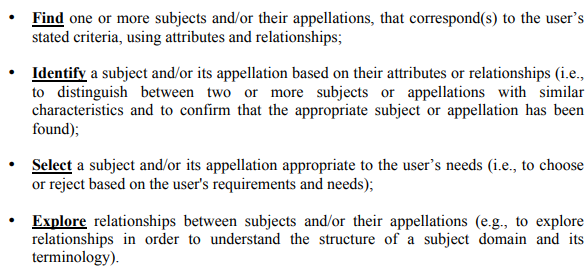 • Find one or more subjects and/or their appellations, that correspond(s) to the user’s
stated criteria, using attributes and relationships;
• Identify a subject and/or its appellation based on their attributes or relationships (i.e.,
to distinguish between two or more subjects or appellations with similar
characteristics and to confirm that the appropriate subject or appellation has been
found);
• Select a subject and/or its appellation appropriate to the user’s needs (i.e., to choose
or reject based on the user's requirements and needs);
• Explore relationships between subjects and/or their appellations (e.g., to explore
relationships in order to understand the structure of a subject domain and its
terminology).